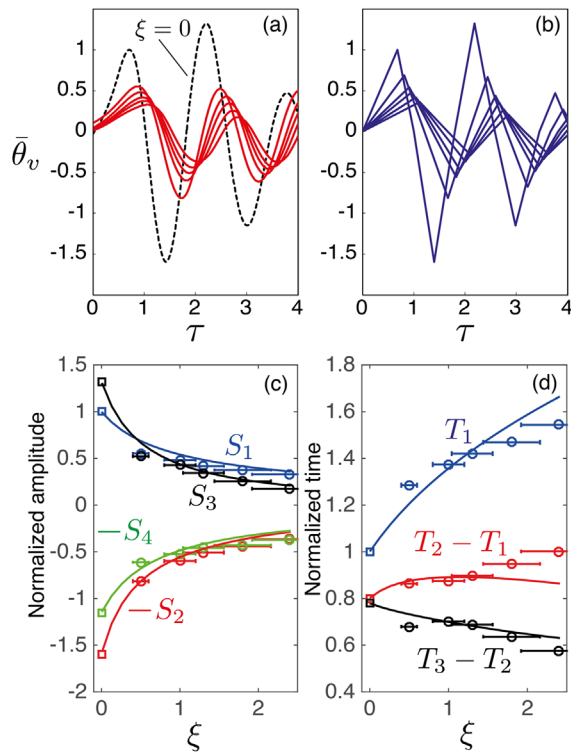 (a)
ξ = 0
1
0.5
0
-0.5
-1
-1.5
θ̄ᵥ
0 1 2 3 4
τ
(b)
1
0.5
0
-0.5
-1
-1.5
0 1 2 3 4
τ
(c)
Normalized amplitude
1.5
1
0.5
0
-0.5
-1
-1.5
-2
S₁
S₃
−S₄
−S₂
0 1 2
ξ
(d)
Normalized time
1.8
1.6
1.4
1.2
1
0.8
0.6
0.4
T₁
T₂ − T₁
T₃ − T₂
0 1 2
ξ